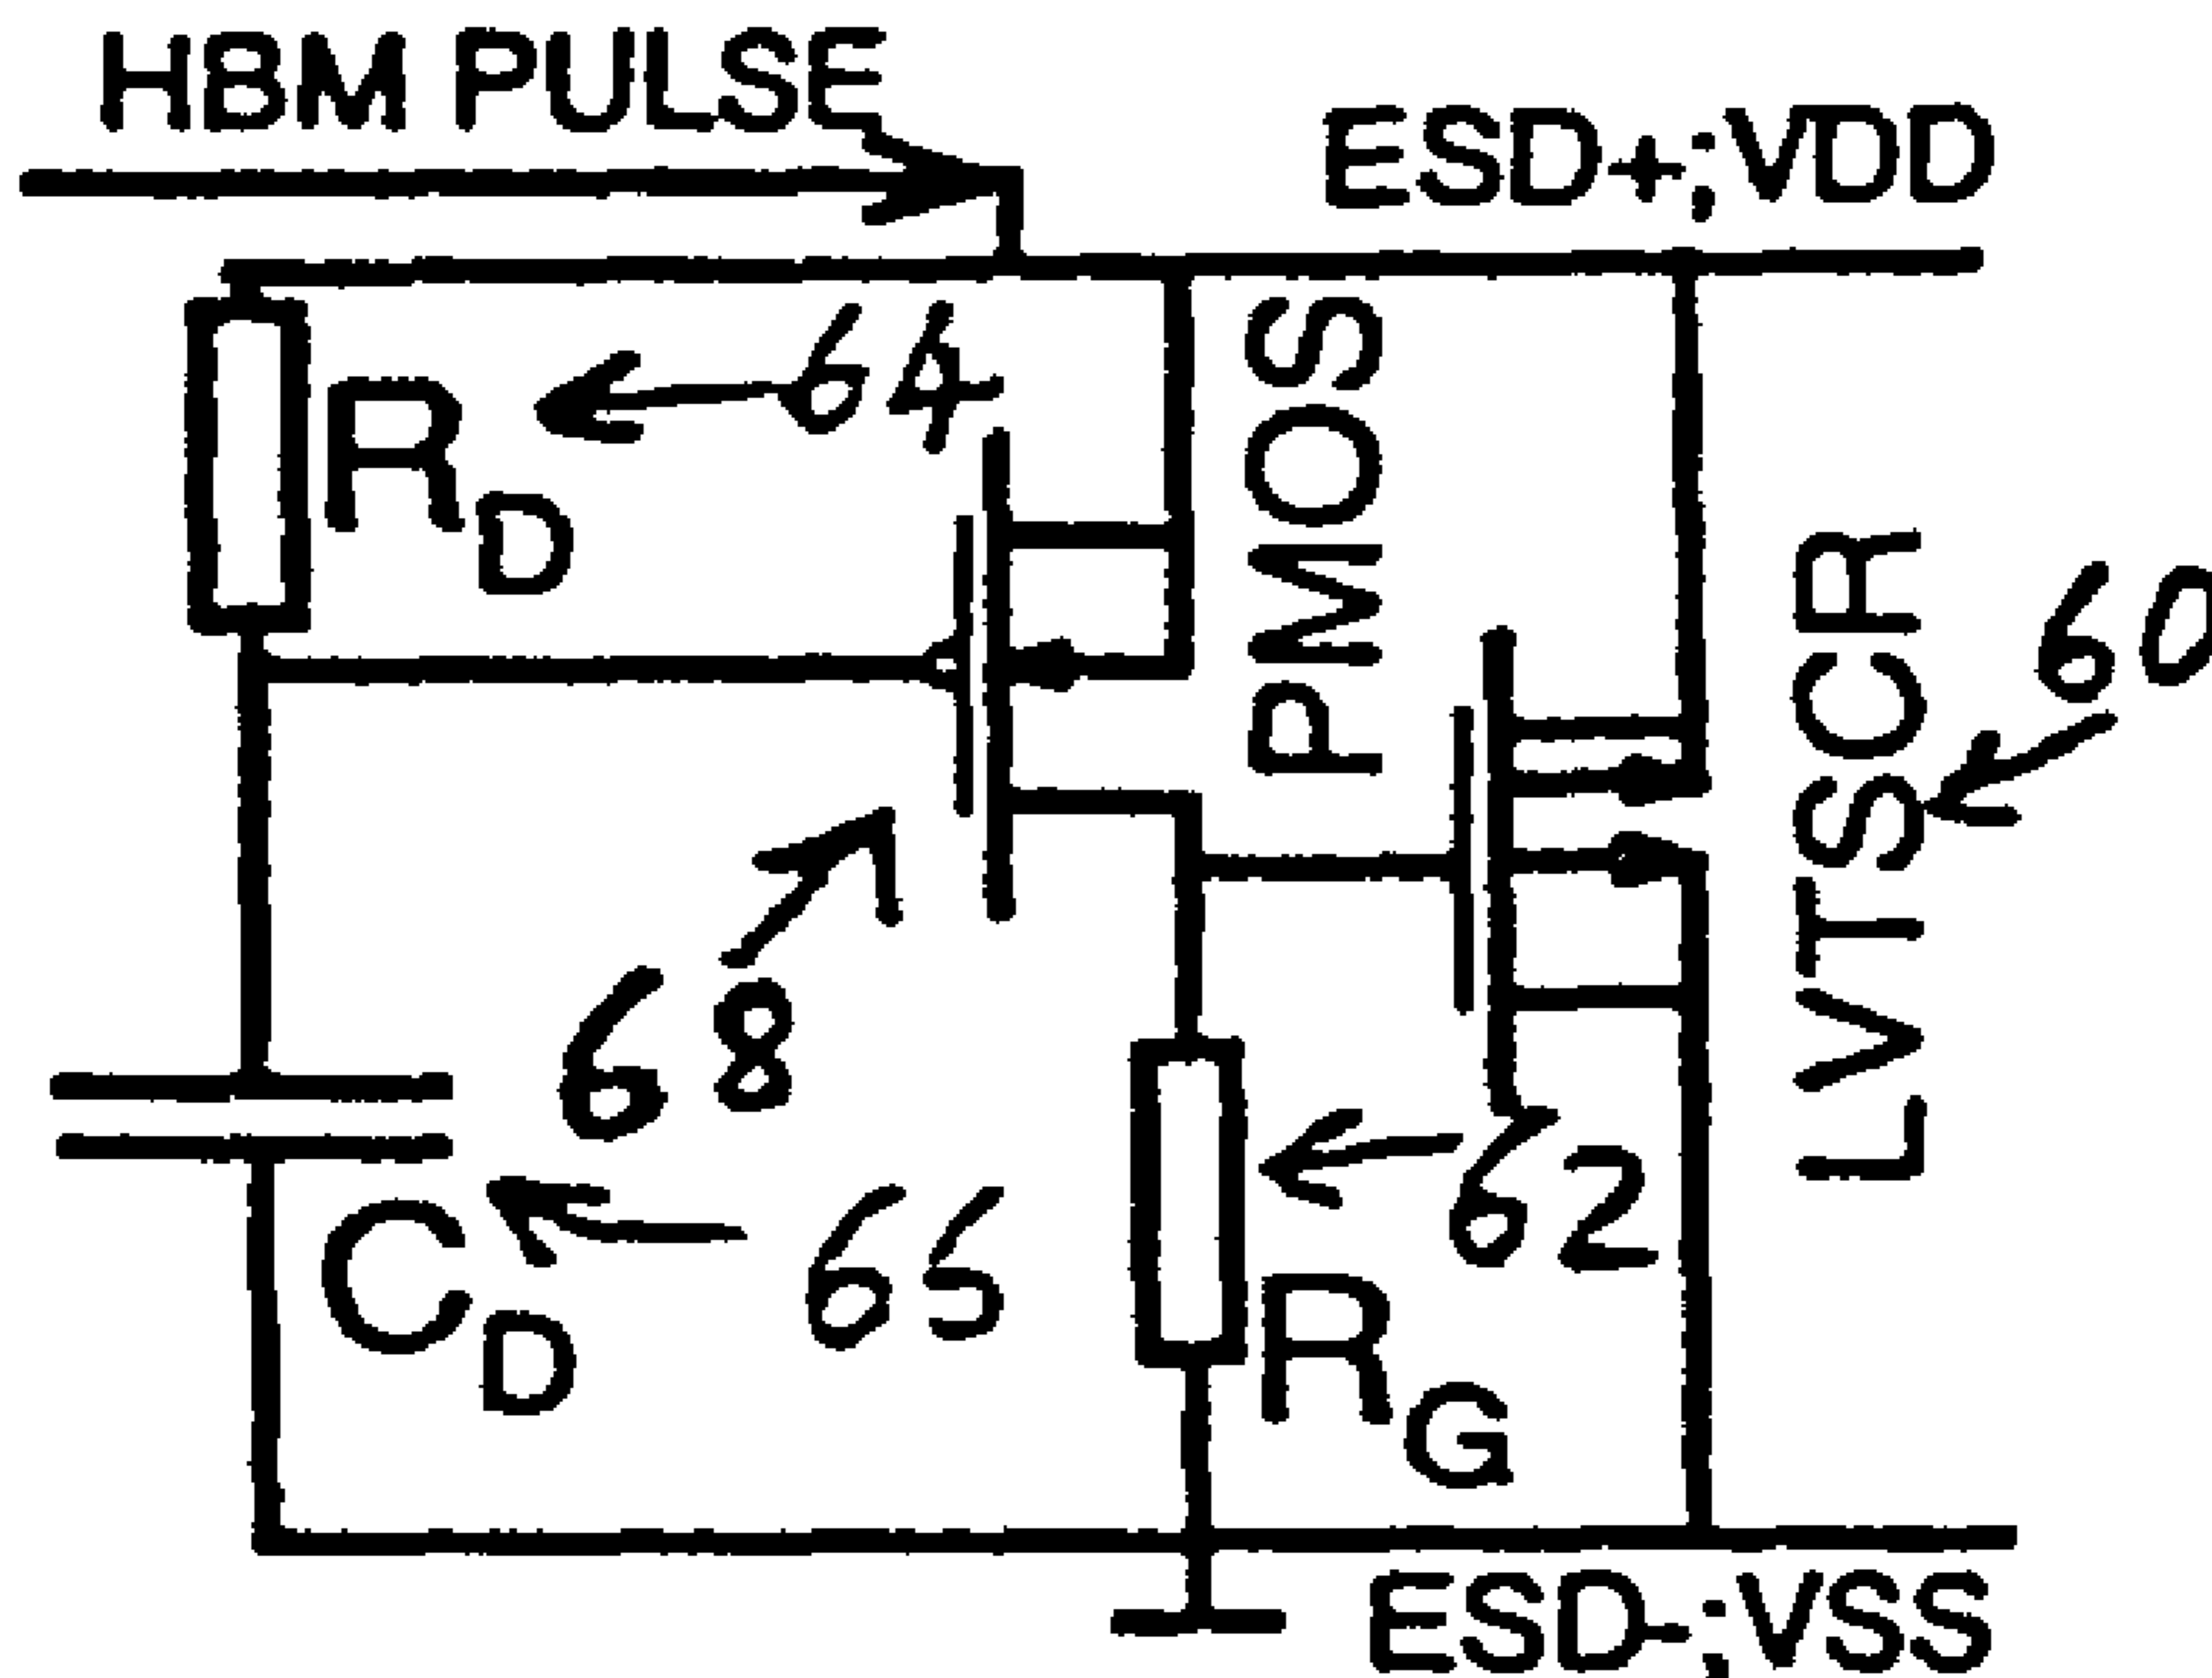 HBM PULSE
ESD+;VDD
64
RD
PMOS
LVTSCR
60
68
62
CD
65
RG
ESD-;VSS